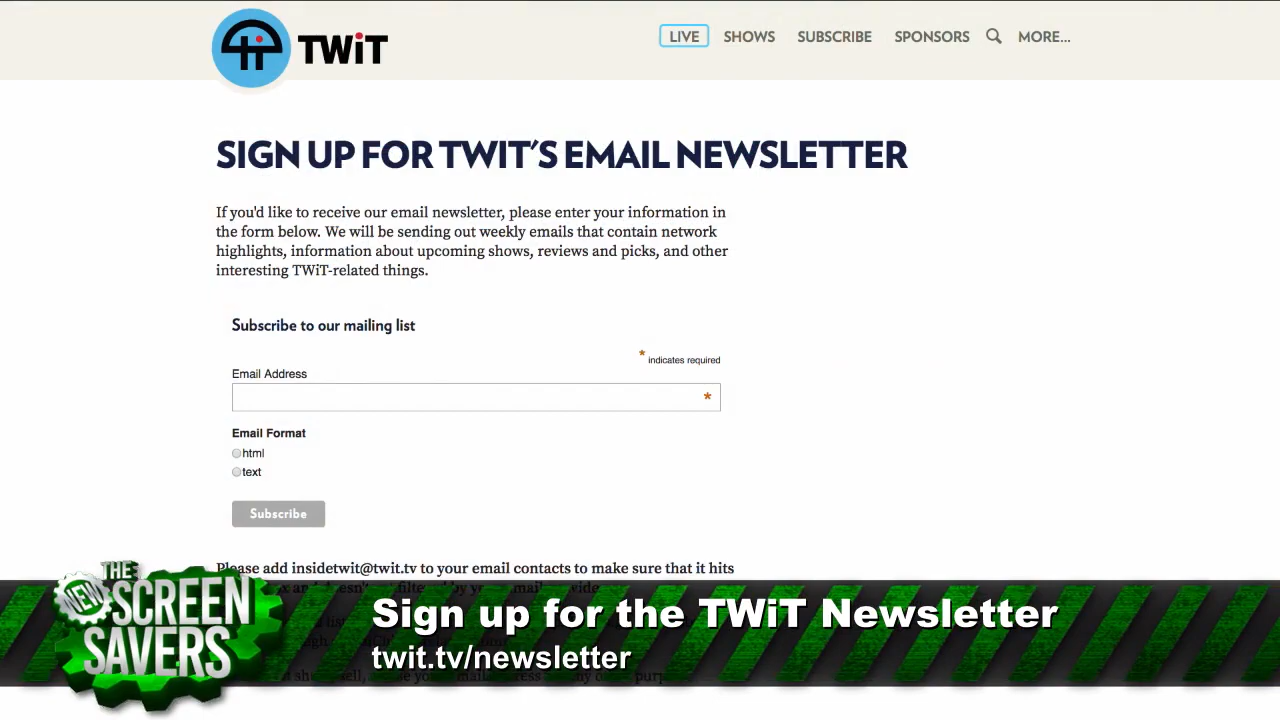 TWiT
LIVE SHOWS SUBSCRIBE SPONSORS MORE...
SIGN UP FOR TWIT'S EMAIL NEWSLETTER
If you'd like to receive our email newsletter, please enter your information in
the form below. We will be sending out weekly emails that contain network
highlights, information about upcoming shows, reviews and picks, and other
interesting TWiT-related things.
Subscribe to our mailing list
* indicates required
Email Address
*
Email Format
html
text
Subscribe
Please add insidetwit@twit.tv to your email contacts to make sure that it hits
THE
NEW
SCREEN
SAVERS
Sign up for the TWiT Newsletter
twit.tv/newsletter